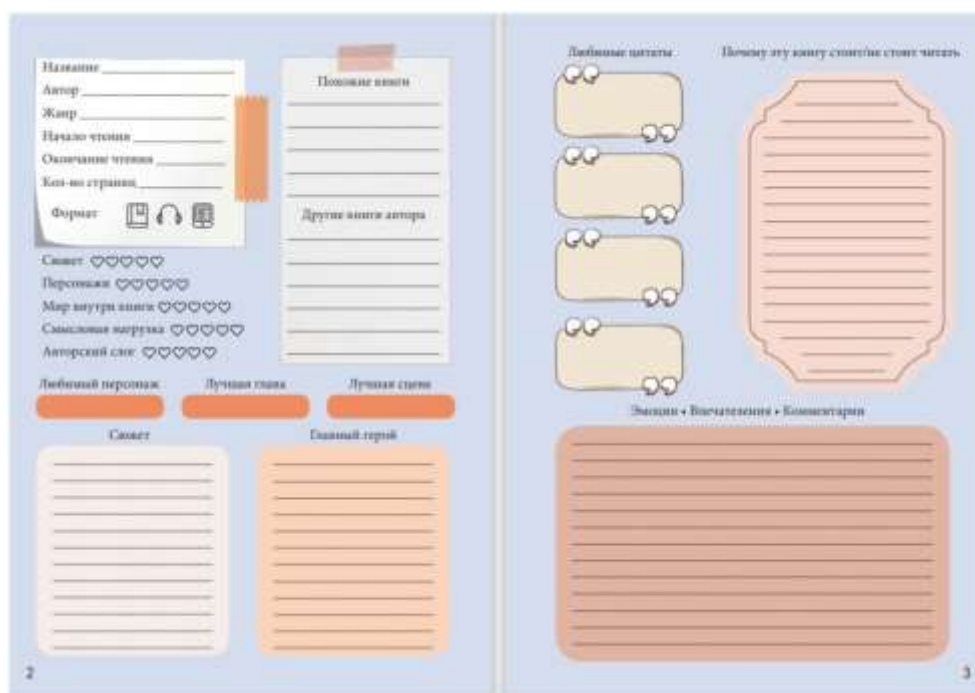 Название
Автор
Жанр
Начало чтения
Окончание чтения
Кол-во страниц
Формат
Сюжет
Персонажи
Мир внутри книги
Смысловая нагрузка
Авторский слог
Похожие книги
Другие книги автора
Любимый персонаж
Лучшая глава
Лучшая сцена
Сюжет
Главный герой
2
Любимые цитаты
Почему эту книгу стоит/не стоит читать
Эмоции • Впечатления • Комментарии
3